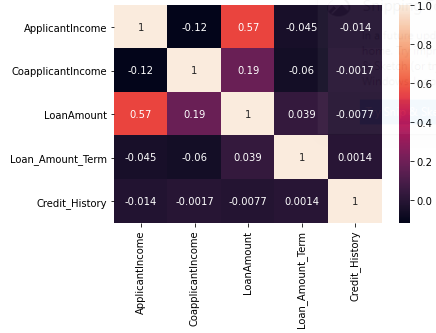 ApplicantIncome 1 -0.12 0.57 -0.045 -0.014
CoapplicantIncome -0.12 1 0.19 -0.06 -0.0017
LoanAmount 0.57 0.19 1 0.039 -0.0077
Loan_Amount_Term -0.045 -0.06 0.039 1 0.0014
Credit_History -0.014 -0.0017 -0.0077 0.0014 1
ApplicantIncome
CoapplicantIncome
LoanAmount
Loan_Amount_Term
Credit_History
1.0
0.8
0.6
0.4
0.2
0.0